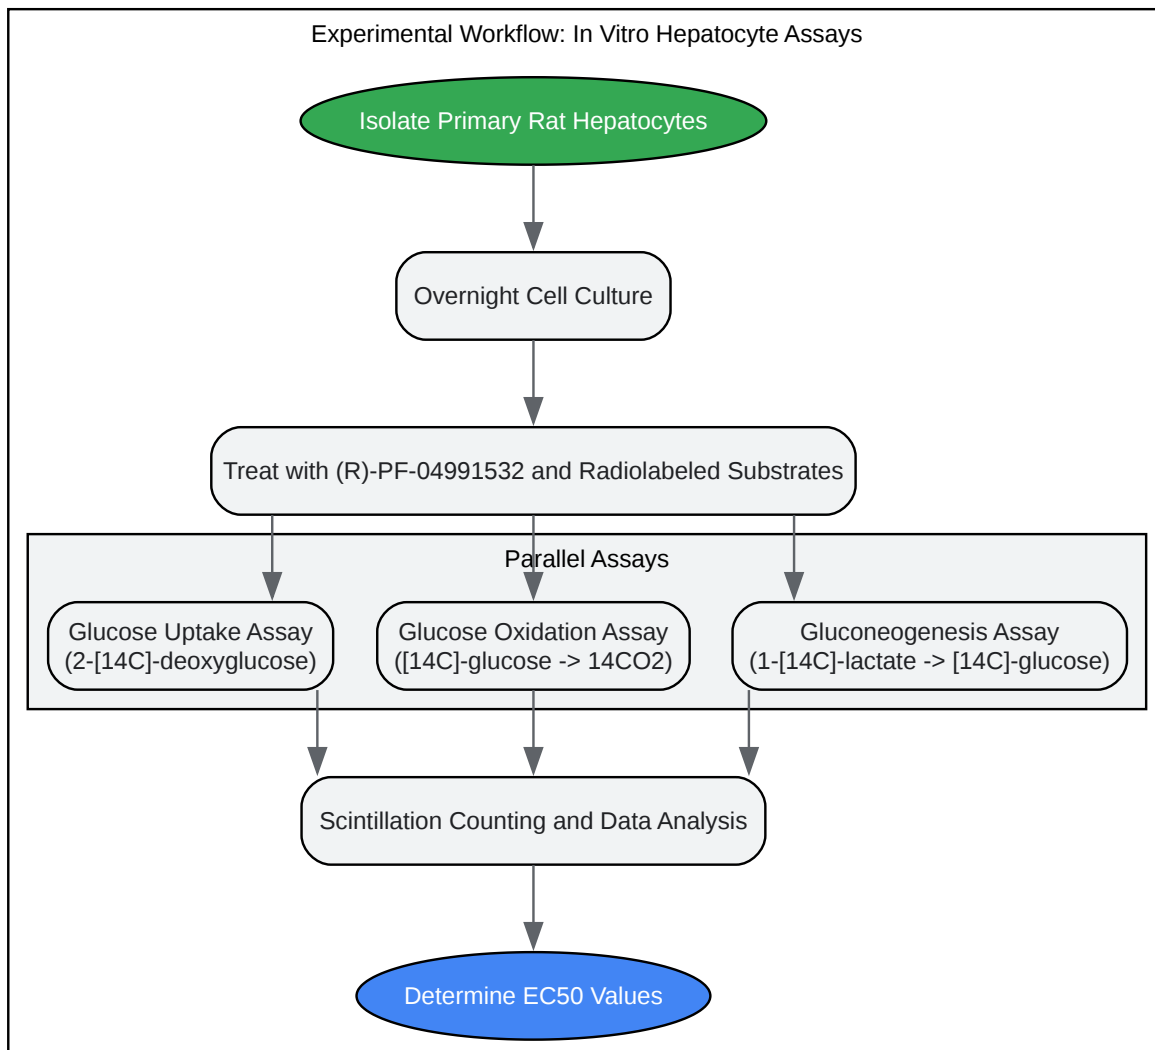 Experimental Workflow: In Vitro Hepatocyte Assays
Isolate Primary Rat Hepatocytes
Overnight Cell Culture
Treat with (R)-PF-04991532 and Radiolabeled Substrates
Parallel Assays
Glucose Uptake Assay
(2-[14C]-deoxyglucose)
Glucose Oxidation Assay
([14C]-glucose -> 14CO2)
Gluconeogenesis Assay
(1-[14C]-lactate -> [14C]-glucose)
Scintillation Counting and Data Analysis
Determine EC50 Values